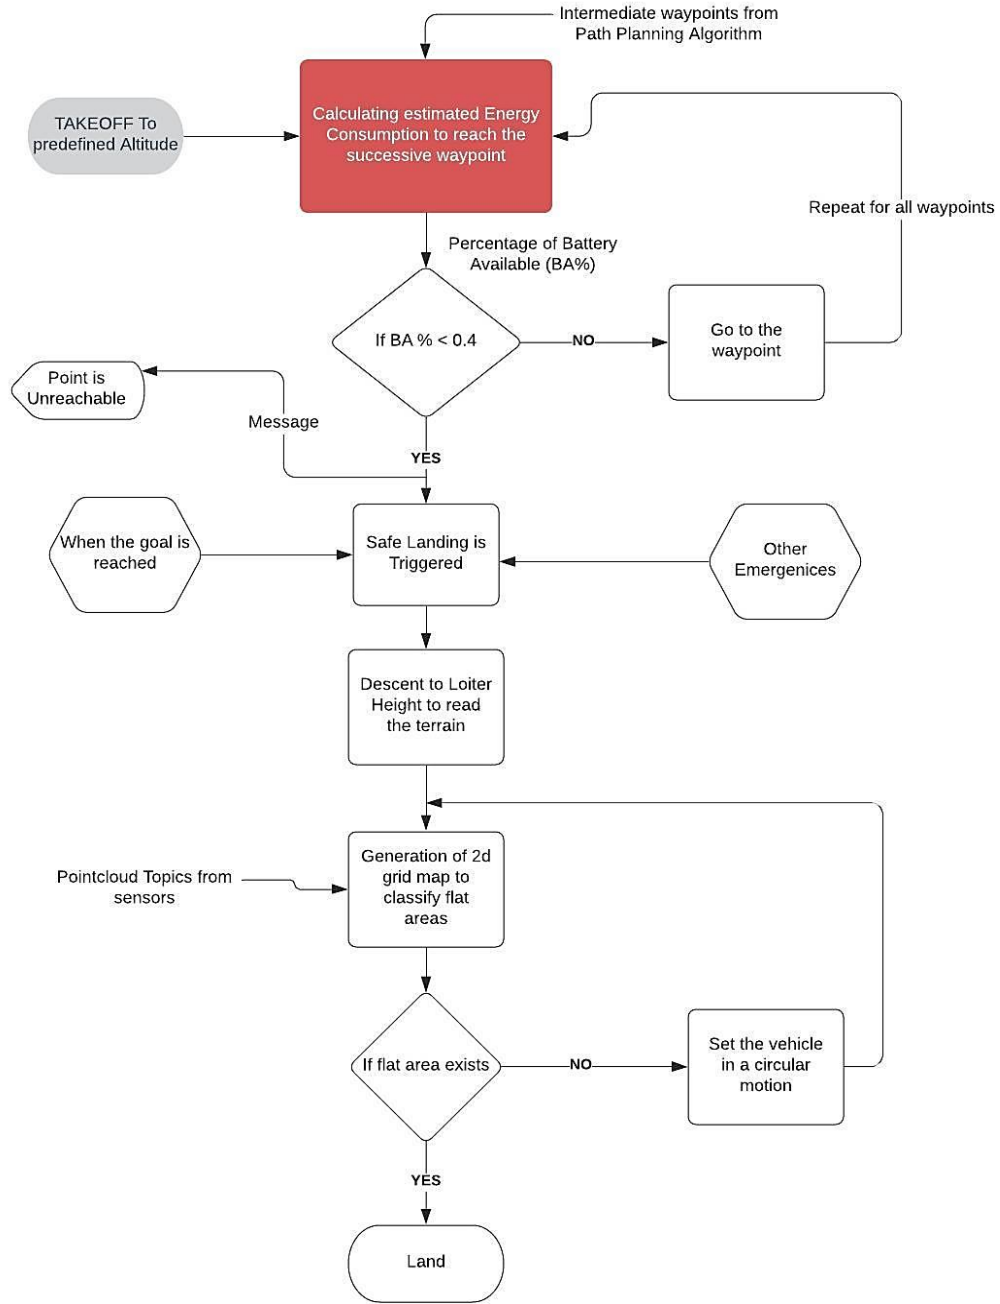 Intermediate waypoints from
Path Planning Algorithm
TAKEOFF To
predefined Altitude
Calculating estimated Energy
Consumption to reach the
successive waypoint
Repeat for all waypoints
Percentage of Battery
Available (BA%)
If BA % < 0.4
NO
Go to the
waypoint
Point is
Unreachable
Message
YES
When the goal is
reached
Safe Landing is
Triggered
Other
Emergenices
Descent to Loiter
Height to read
the terrain
Pointcloud Topics from
sensors
Generation of 2d
grid map to
classify flat
areas
If flat area exists
NO
Set the vehicle
in a circular
motion
YES
Land